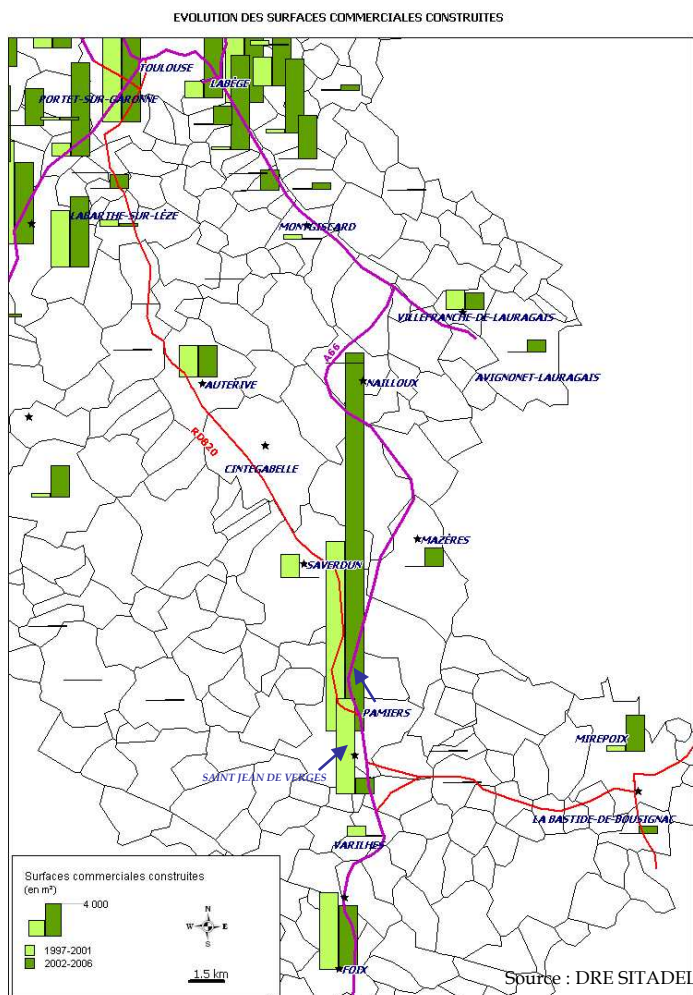 EVOLUTION DES SURFACES COMMERCIALES CONSTRUITES
TOULOUSE
LABÈGE
PORTET-SUR-GARONNE
LABARTHE-SUR-LÈZE
MONTGISCARD
VILLEFRANCHE-DE-LAURAGAIS
A66
AVIGNONET-LAURAGAIS
NAILLOUX
AUTERIVE
RD820
CINTEGABELLE
MAZÈRES
SAVERDUN
PAMIERS
MIREPOIX
SAINT JEAN DE VERGES
LA BASTIDE-DE-BOUSIGNAC
VARILHES
Surfaces commerciales construites
(en m²)
4 000
N
W E
S
1997-2001
2002-2006
1.5 km
FOIX
Source : DRE SITADEL